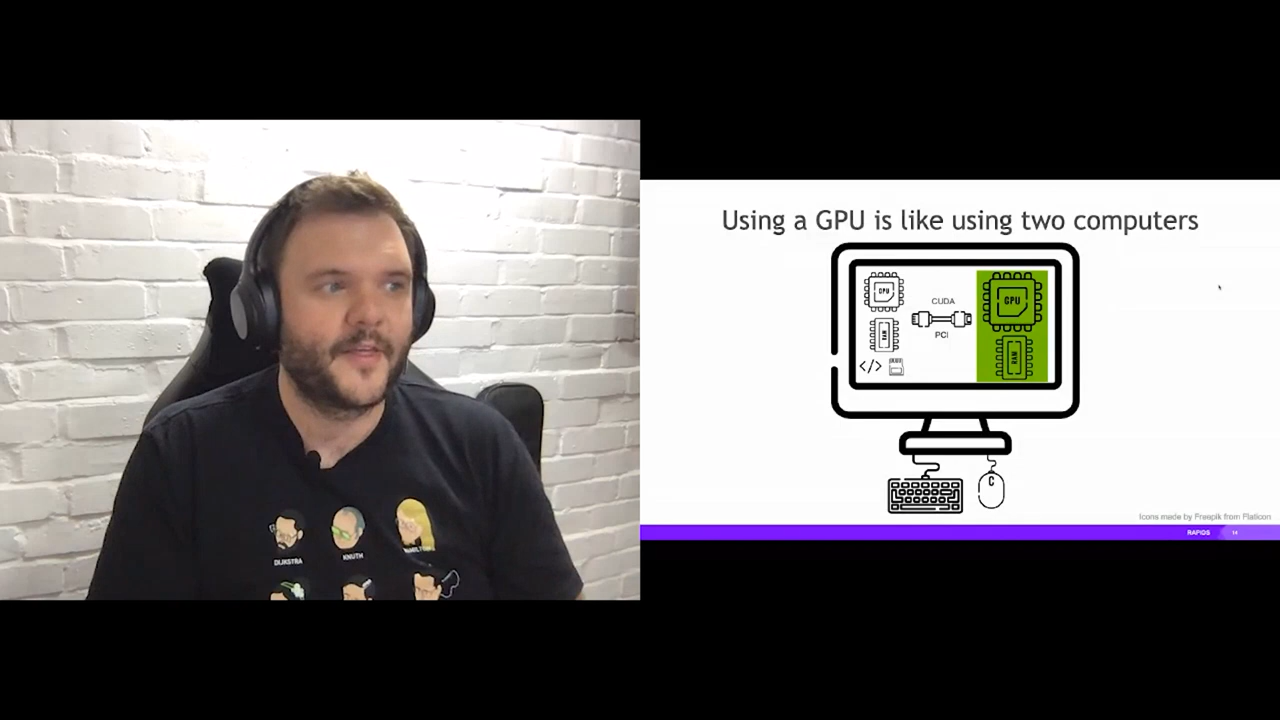 Using a GPU is like using two computers
CPU
CUDA
GPU
RAM
PCI
RAM
</>
C
Icons made by Freepik from Flaticon
RAPIDS 14
DIJKSTRA
KNUTH
HAMILTON